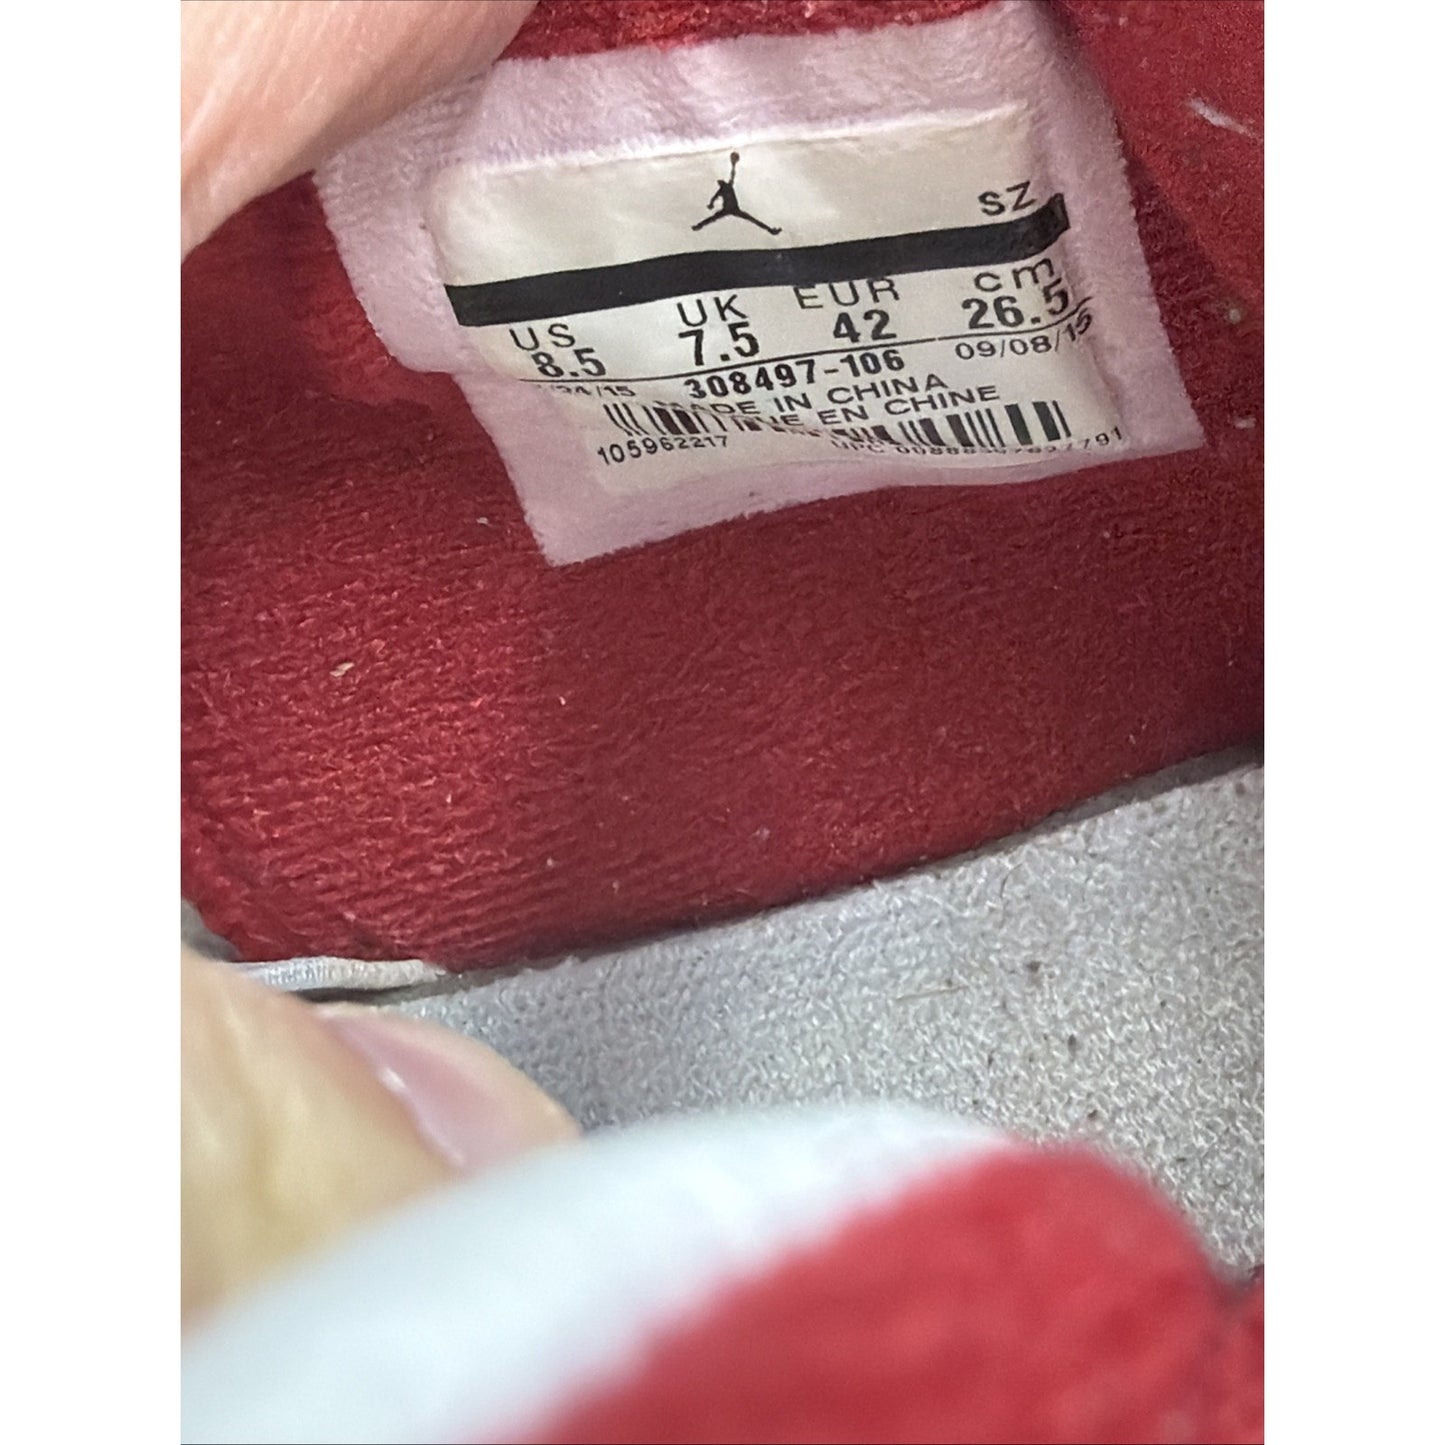 SZ
US UK EUR cm
8.5 7.5 42 26.5
308497-106 09/08/15
MADE IN CHINA
EN CHINE
105962217
UPC